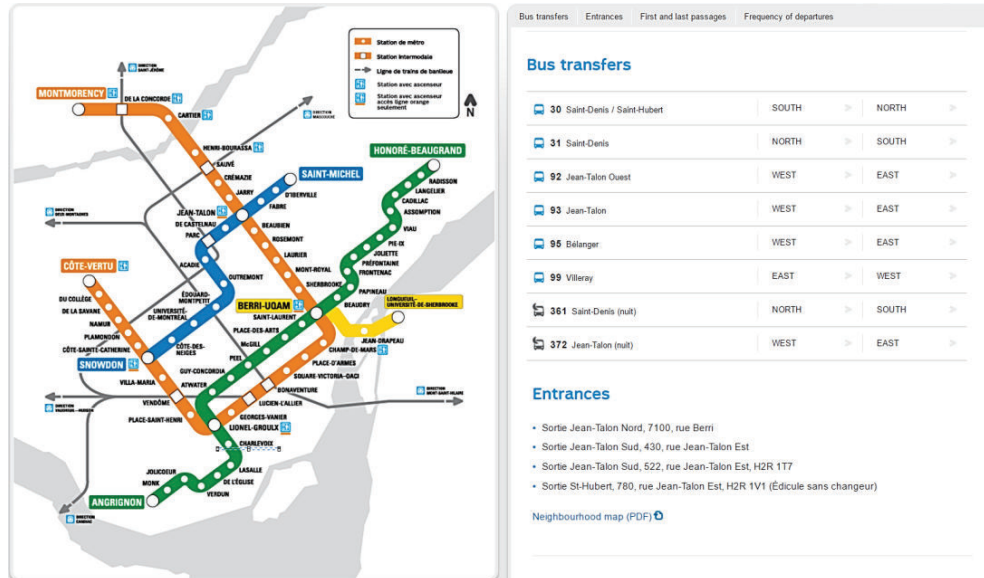 Station de métro
Station intermodale
Ligne de trains de banlieue
Station avec ascenseur
Station avec ascenseur
accès ligne orange
seulement
N
DIRECTION
SAINT-JÉRÔME
DIRECTION
MASCOUCHE
MONTMORENCY
DE LA CONCORDE
CARTIER
HENRI-BOURASSA
SAUVÉ
CRÉMAZIE
JARRY
HONORÉ-BEAUGRAND
SAINT-MICHEL
D'IBERVILLE
FABRE
JEAN-TALON
DE CASTELNAU
PARC
ACADIE
OUTREMONT
ÉDOUARD-
MONTPETIT
UNIVERSITÉ-
DE-MONTRÉAL
CÔTE-DES-
NEIGES
SNOWDON
RADISSON
LANGELIER
CADILLAC
ASSOMPTION
VIAU
PIE-IX
JOLIETTE
PRÉFONTAINE
FRONTENAC
PAPINEAU
BEAUDRY
BEAUBIEN
ROSEMONT
LAURIER
MONT-ROYAL
SHERBROOKE
BERRI-UQAM
LONGUEUIL–
UNIVERSITÉ-DE-SHERBROOKE
JEAN-DRAPEAU
DIRECTION
DEUX-MONTAGNES
CÔTE-VERTU
DU COLLÈGE
DE LA SAVANE
NAMUR
PLAMONDON
CÔTE-SAINTE-CATHERINE
VILLA-MARIA
VENDÔME
PLACE-SAINT-HENRI
SAINT-LAURENT
PLACE-DES-ARTS
McGILL
PEEL
GUY-CONCORDIA
ATWATER
CHAMP-DE-MARS
PLACE-D'ARMES
SQUARE-VICTORIA–OACI
BONAVENTURE
LUCIEN-L'ALLIER
GEORGES-VANIER
LIONEL-GROULX
DIRECTION
VAUDREUIL–HUDSON
DIRECTION
MONT-SAINT-HILAIRE
CHARLEVOIX
LASALLE
DE L'ÉGLISE
VERDUN
JOLICOEUR
MONK
ANGRIGNON
DIRECTION
CANDIAC
Bus transfers Entrances First and last passages Frequency of departures
Bus transfers
30 Saint-Denis / Saint-Hubert SOUTH NORTH
31 Saint-Denis NORTH SOUTH
92 Jean-Talon Ouest WEST EAST
93 Jean-Talon WEST EAST
95 Bélanger WEST EAST
99 Villeray EAST WEST
361 Saint-Denis (nuit) NORTH SOUTH
372 Jean-Talon (nuit) WEST EAST
Entrances
• Sortie Jean-Talon Nord, 7100, rue Berri
• Sortie Jean-Talon Sud, 430, rue Jean-Talon Est
• Sortie Jean-Talon Sud, 522, rue Jean-Talon Est, H2R 1T7
• Sortie St-Hubert, 780, rue Jean-Talon Est, H2R 1V1 (Édicule sans changeur)
Neighbourhood map (PDF)